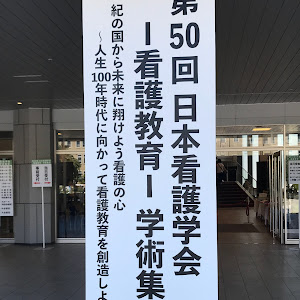 第50回 日本看護学会
ー看護教育ー 学術集
紀の国から未来に翔けよう看護の心
～人生100年時代に向かって看護教育を創造しよ